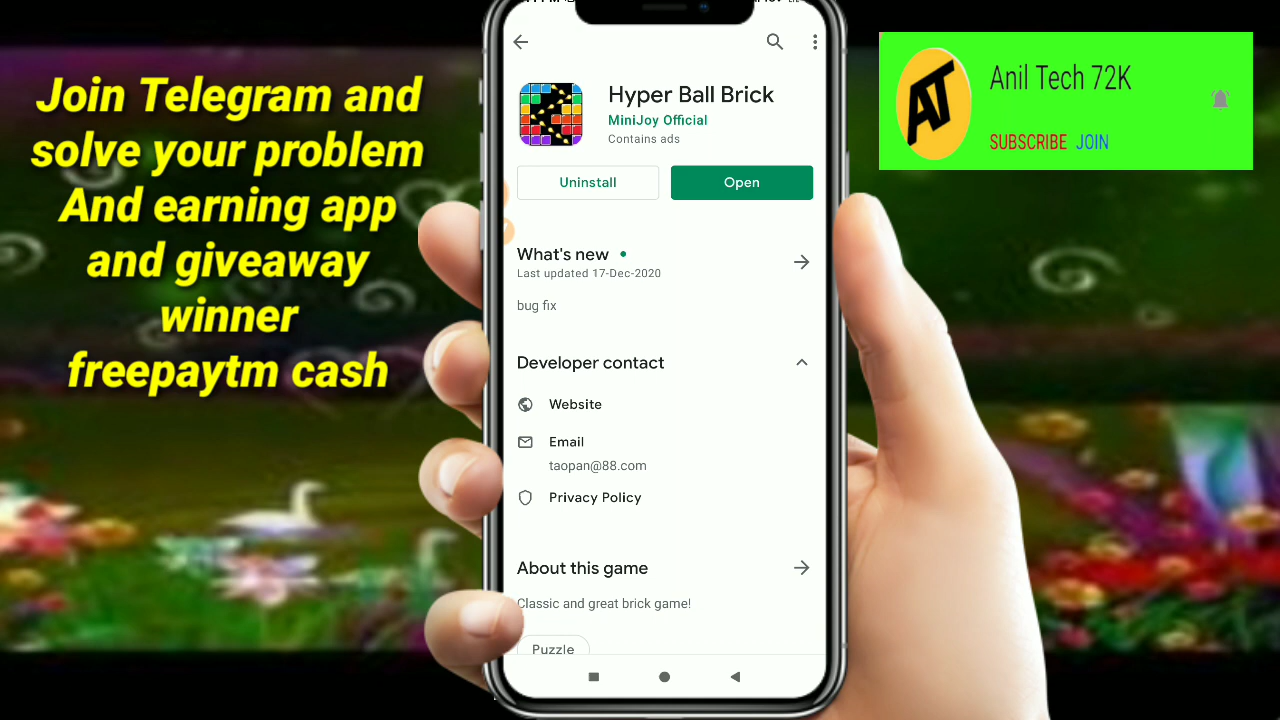 Join Telegram and
solve your problem
And earning app
and giveaway
winner
freepaytm cash
Hyper Ball Brick
MiniJoy Official
Contains ads
Uninstall
Open
What's new
Last updated 17-Dec-2020
bug fix
Developer contact
Website
Email
taopan@88.com
Privacy Policy
About this game
Classic and great brick game!
Puzzle
AT
Anil Tech 72K
SUBSCRIBE JOIN